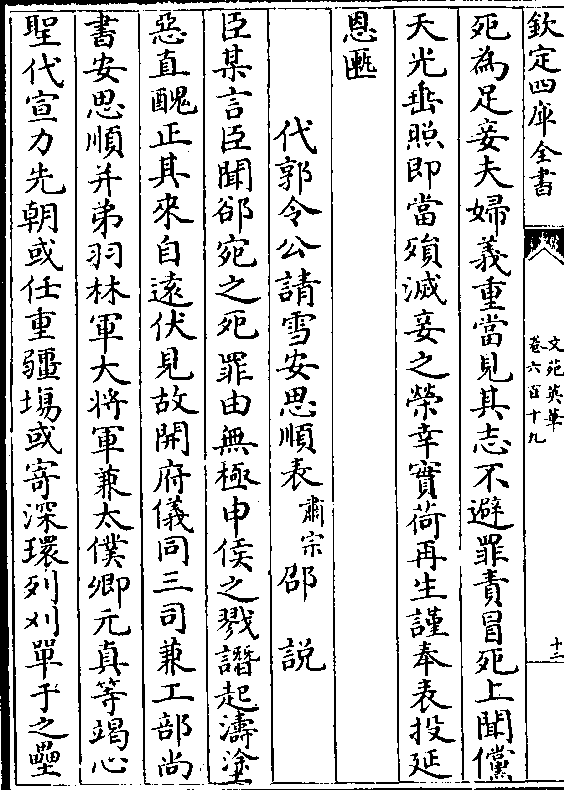 欽定四庫全書
文苑英華
卷六百十九
十二
死為足妾夫婦義重當見其志不避罪責冒死上聞儻
天光垂照即當殞滅妾之榮幸實荷再生謹奉表投延
恩匭
代郭令公請雪安思順表肅宗 邵説
臣某言臣聞郤宛之死罪由無極申侯之戮譖起濤塗
惡直醜正其來自遠伏見故開府儀同三司兼工部尚
書安思順并弟羽林軍大将軍兼太僕卿元真等竭心
聖代宣力先朝或任重疆場或寄深環列刈單于之壘